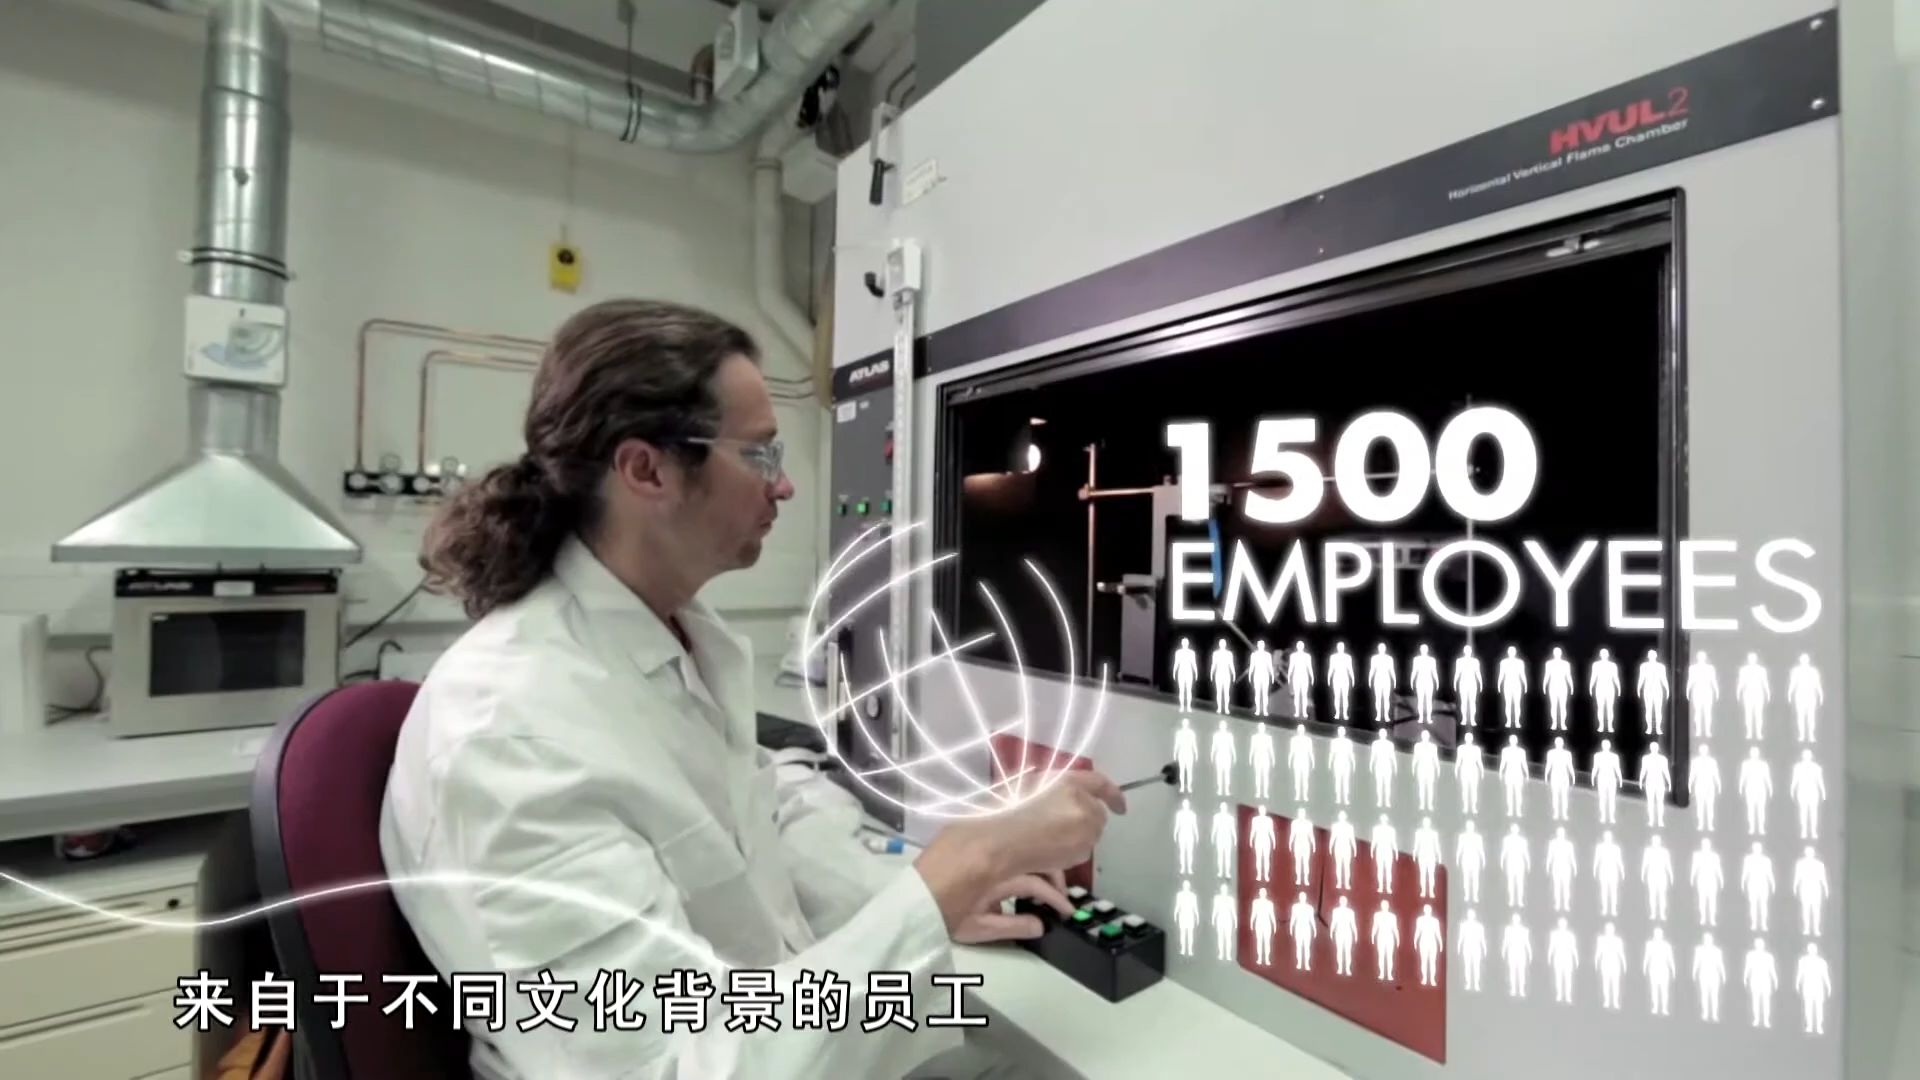 HVUL2
Horizontal Vertical Flame Chamber
ATLAS
1500
EMPLOYEES
ATLAS
来自于不同文化背景的员工